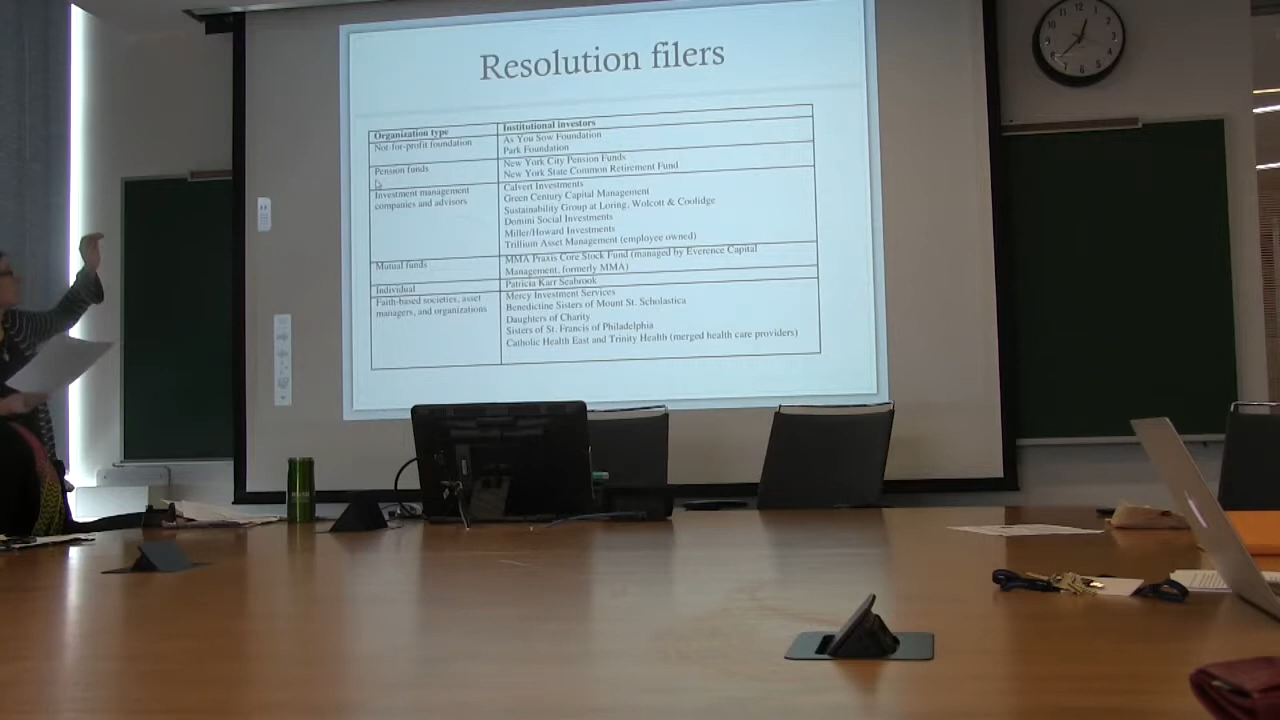 Resolution filers
Organization type
Institutional investors
Not-for-profit foundation
As You Sow Foundation
Park Foundation
Pension funds
New York City Pension Funds
New York State Common Retirement Fund
Investment management
companies and advisors
Calvert Investments
Green Century Capital Management
Sustainability Group at Loring, Wolcott & Coolidge
Domini Social Investments
Miller/Howard Investments
Trillium Asset Management (employee owned)
Mutual funds
MMA Praxis Core Stock Fund (managed by Everence Capital
Management, formerly MMA)
Individual
Patricia Karr Seabrook
Faith-based societies, asset
managers, and organizations
Mercy Investment Services
Benedictine Sisters of Mount St. Scholastica
Daughters of Charity
Sisters of St. Francis of Philadelphia
Catholic Health East and Trinity Health (merged health care providers)